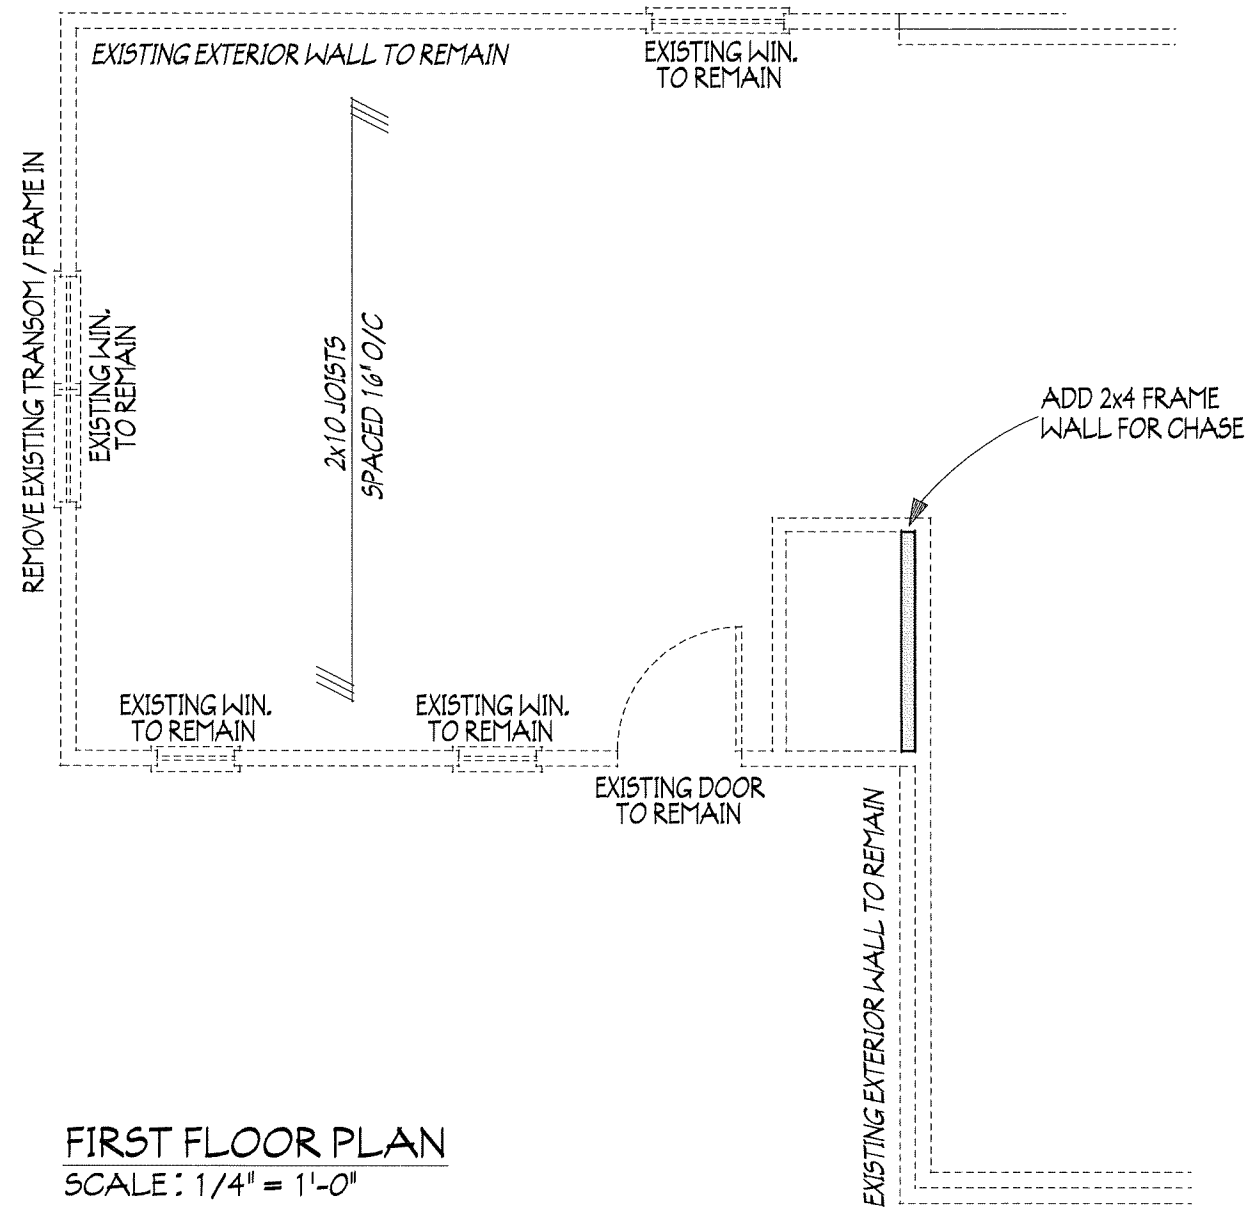 EXISTING EXTERIOR WALL TO REMAIN
EXISTING WIN.
TO REMAIN
REMOVE EXISTING TRANSOM / FRAME IN
EXISTING WIN.
TO REMAIN
2x10 JOISTS
SPACED 16" O/C
ADD 2x4 FRAME
WALL FOR CHASE
EXISTING WIN.
TO REMAIN
EXISTING WIN.
TO REMAIN
EXISTING DOOR
TO REMAIN
EXISTING EXTERIOR WALL TO REMAIN
FIRST FLOOR PLAN
SCALE: 1/4" = 1'-0"